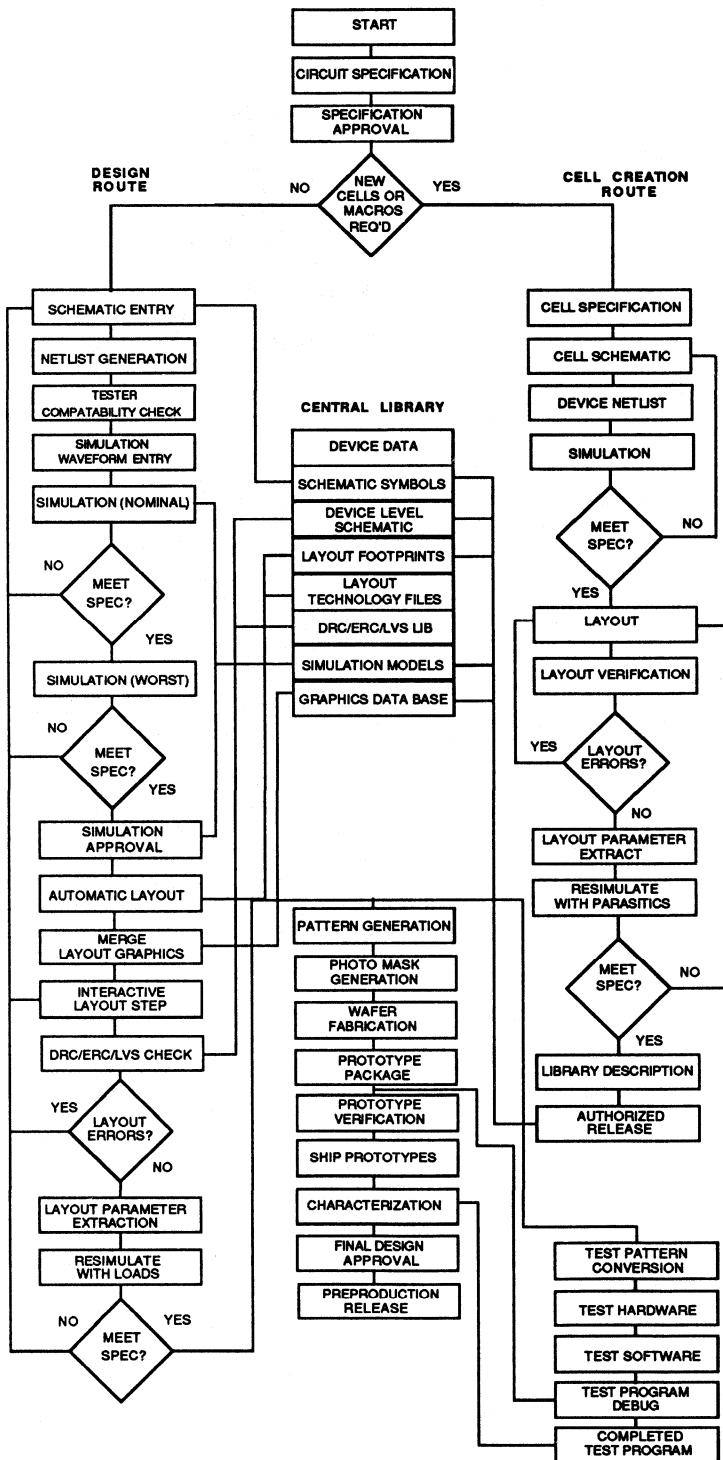 START
CIRCUIT SPECIFICATION
SPECIFICATION
APPROVAL
NEW
CELLS OR
MACROS
REQ'D
NO
YES
DESIGN
ROUTE
SCHEMATIC ENTRY
NETLIST GENERATION
TESTER
COMPATABILITY CHECK
SIMULATION
WAVEFORM ENTRY
SIMULATION (NOMINAL)
NO
MEET
SPEC?
YES
SIMULATION (WORST)
NO
MEET
SPEC?
YES
SIMULATION
APPROVAL
AUTOMATIC LAYOUT
MERGE
LAYOUT GRAPHICS
INTERACTIVE
LAYOUT STEP
DRC/ERC/LVS CHECK
YES
LAYOUT
ERRORS?
NO
LAYOUT PARAMETER
EXTRACTION
RESIMULATE
WITH LOADS
NO
YES
MEET
SPEC?
CENTRAL LIBRARY
DEVICE DATA
SCHEMATIC SYMBOLS
DEVICE LEVEL
SCHEMATIC
LAYOUT FOOTPRINTS
LAYOUT
TECHNOLOGY FILES
DRC/ERC/LVS LIB
SIMULATION MODELS
GRAPHICS DATA BASE
PATTERN GENERATION
PHOTO MASK
GENERATION
WAFER
FABRICATION
PROTOTYPE
PACKAGE
PROTOTYPE
VERIFICATION
SHIP PROTOTYPES
CHARACTERIZATION
FINAL DESIGN
APPROVAL
PREPRODUCTION
RELEASE
CELL CREATION
ROUTE
CELL SPECIFICATION
CELL SCHEMATIC
DEVICE NETLIST
SIMULATION
MEET
SPEC?
NO
YES
LAYOUT
LAYOUT VERIFICATION
YES
LAYOUT
ERRORS?
NO
LAYOUT PARAMETER
EXTRACT
RESIMULATE
WITH PARASITICS
MEET
SPEC?
NO
YES
LIBRARY DESCRIPTION
AUTHORIZED
RELEASE
TEST PATTERN
CONVERSION
TEST HARDWARE
TEST SOFTWARE
TEST PROGRAM
DEBUG
COMPLETED
TEST PROGRAM